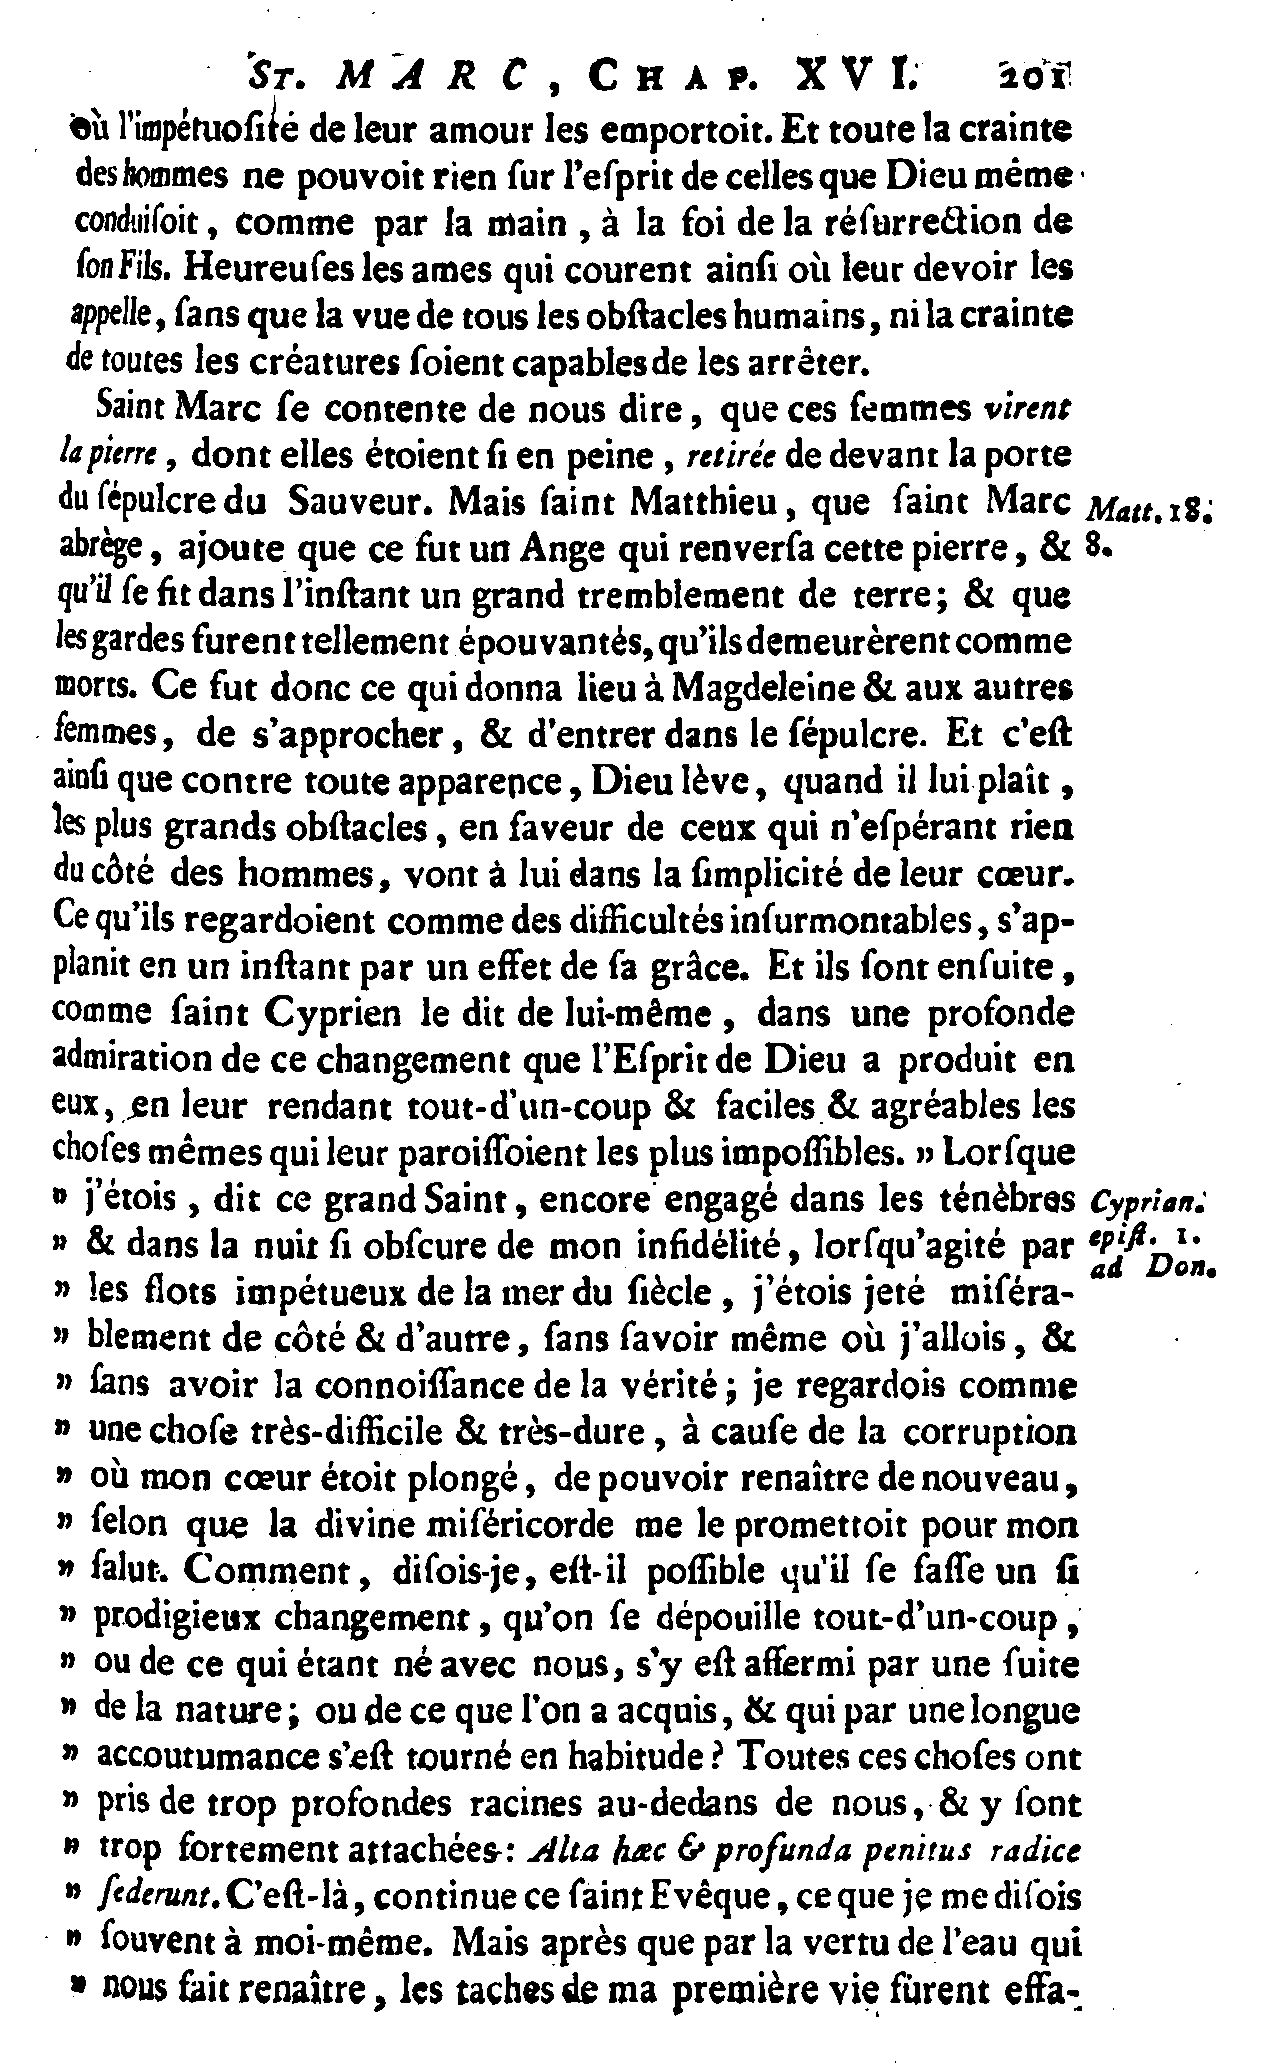 ST. MARC, CHAP. XVI. 201
où l'impétuoſité de leur amour les emportoit. Et toute la crainte
des hommes ne pouvoit rien ſur l'eſprit de celles que Dieu même
conduiſoit, comme par la main, à la foi de la réſurrection de
ſon Fils. Heureuſes les ames qui courent ainſi où leur devoir les
appelle, ſans que la vue de tous les obſtacles humains, ni la crainte
de toutes les créatures ſoient capables de les arrêter.
Saint Marc ſe contente de nous dire, que ces femmes virent
la pierre, dont elles étoient ſi en peine, retirée de devant la porte
du ſépulcre du Sauveur. Mais ſaint Matthieu, que ſaint Marc
Matt. 18.
abrège, ajoute que ce fut un Ange qui renverſa cette pierre, &
8.
qu'il ſe fit dans l'inſtant un grand tremblement de terre; & que
les gardes furent tellement épouvantés, qu'ils demeurèrent comme
morts. Ce fut donc ce qui donna lieu à Magdeleine & aux autres
femmes, de s'approcher, & d'entrer dans le ſépulcre. Et c'eſt
ainſi que contre toute apparence, Dieu lève, quand il lui plaît,
les plus grands obſtacles, en faveur de ceux qui n'eſpérant rien
du côté des hommes, vont à lui dans la ſimplicité de leur cœur.
Ce qu'ils regardoient comme des difficultés inſurmontables, s'ap-
planit en un inſtant par un effet de ſa grâce. Et ils ſont enſuite,
comme ſaint Cyprien le dit de lui-même, dans une profonde
admiration de ce changement que l'Eſprit de Dieu a produit en
eux, en leur rendant tout-d'un-coup & faciles & agréables les
choſes mêmes qui leur paroiſſoient les plus impoſſibles. » Lorſque
» j'étois, dit ce grand Saint, encore engagé dans les ténèbres
Cyprian.
» & dans la nuit ſi obſcure de mon infidélité, lorſqu'agité par
epiſt. 1.
ad Don.
» les flots impétueux de la mer du ſiècle, j'étois jeté miſéra-
» blement de côté & d'autre, ſans ſavoir même où j'allois, &
» ſans avoir la connoiſſance de la vérité; je regardois comme
» une choſe très-difficile & très-dure, à cauſe de la corruption
» où mon cœur étoit plongé, de pouvoir renaître de nouveau,
» ſelon que la divine miſéricorde me le promettoit pour mon
» ſalut. Comment, diſois-je, eſt-il poſſible qu'il ſe faſſe un ſi
» prodigieux changement, qu'on ſe dépouille tout-d'un-coup,
» ou de ce qui étant né avec nous, s'y eſt affermi par une ſuite
» de la nature; ou de ce que l'on a acquis, & qui par une longue
» accoutumance s'eſt tourné en habitude? Toutes ces choſes ont
» pris de trop profondes racines au-dedans de nous, & y ſont
» trop fortement attachées: Alta hæc & profunda penitus radice
» ſederunt. C'eſt-là, continue ce ſaint Evêque, ce que je me diſois
» ſouvent à moi-même. Mais après que par la vertu de l'eau qui
» nous fait renaître, les taches de ma première vie furent effa-